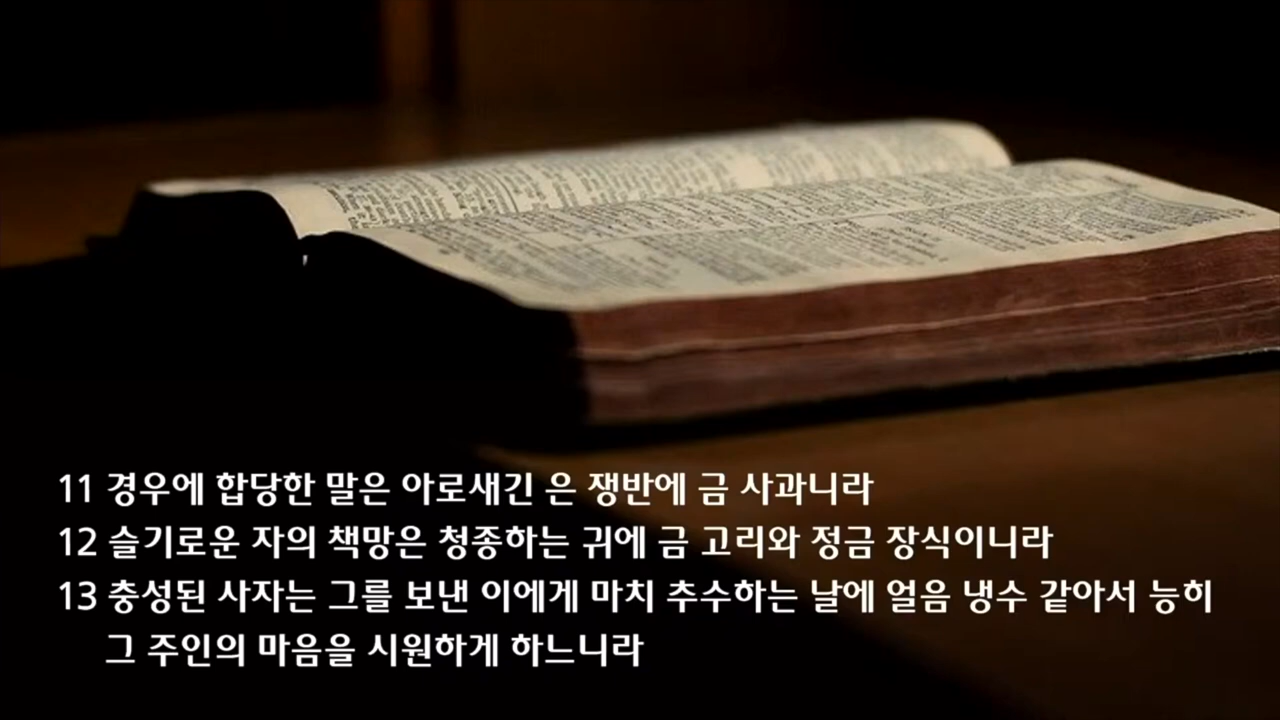 11 경우에 합당한 말은 아로새긴 은 쟁반에 금 사과니라
12 슬기로운 자의 책망은 청종하는 귀에 금 고리와 정금 장식이니라
13 충성된 사자는 그를 보낸 이에게 마치 추수하는 날에 얼음 냉수 같아서 능히
그 주인의 마음을 시원하게 하느니라